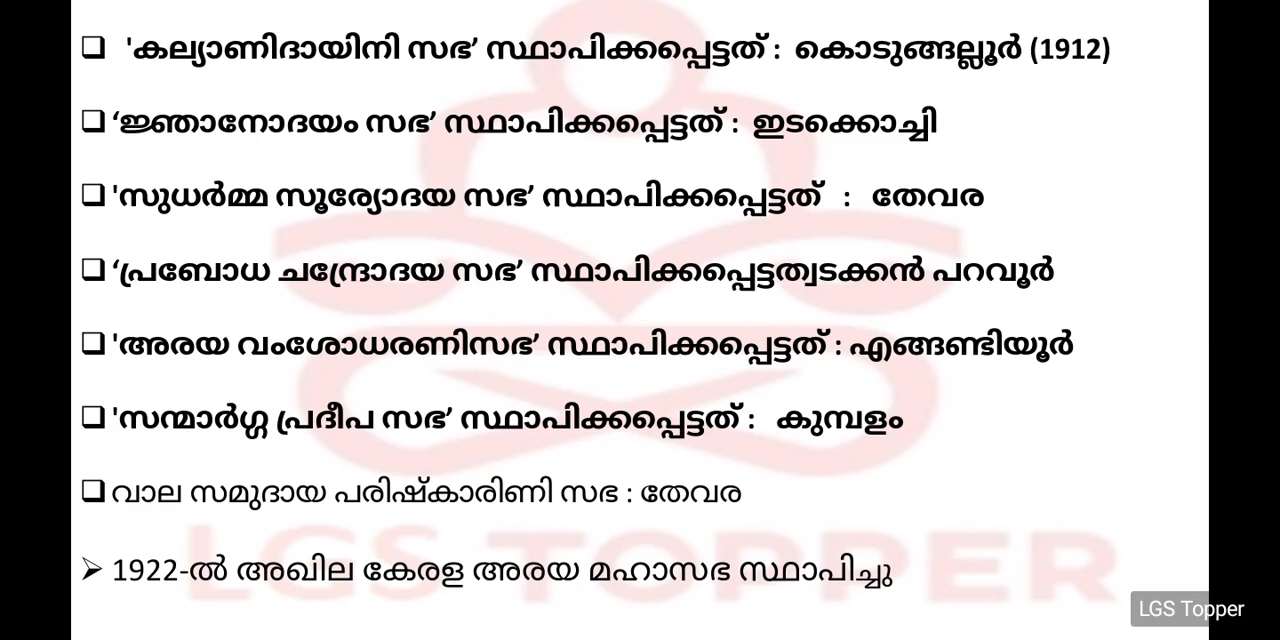 ❑ 'കല്യാണിദായിനി സഭ’ സ്ഥാപിക്കപ്പെട്ടത് : കൊടുങ്ങല്ലൂർ (1912)
❑ ‘ജ്ഞാനോദയം സഭ’ സ്ഥാപിക്കപ്പെട്ടത് : ഇടക്കൊച്ചി
❑ 'സുധർമ്മ സൂര്യോദയ സഭ’ സ്ഥാപിക്കപ്പെട്ടത് : തേവര
❑ ‘പ്രബോധ ചന്ദ്രോദയ സഭ’ സ്ഥാപിക്കപ്പെട്ടത്വടക്കൻ പറവൂർ
❑ 'അരയ വംശോധരണിസഭ’ സ്ഥാപിക്കപ്പെട്ടത് : എങ്ങണ്ടിയൂർ
❑ 'സന്മാർഗ്ഗ പ്രദീപ സഭ’ സ്ഥാപിക്കപ്പെട്ടത് : കുമ്പളം
❑ വാല സമുദായ പരിഷ്കാരിണി സഭ : തേവര
➢ 1922-ൽ അഖില കേരള അരയ മഹാസഭ സ്ഥാപിച്ചു
LGS TOPPER
LGS Topper